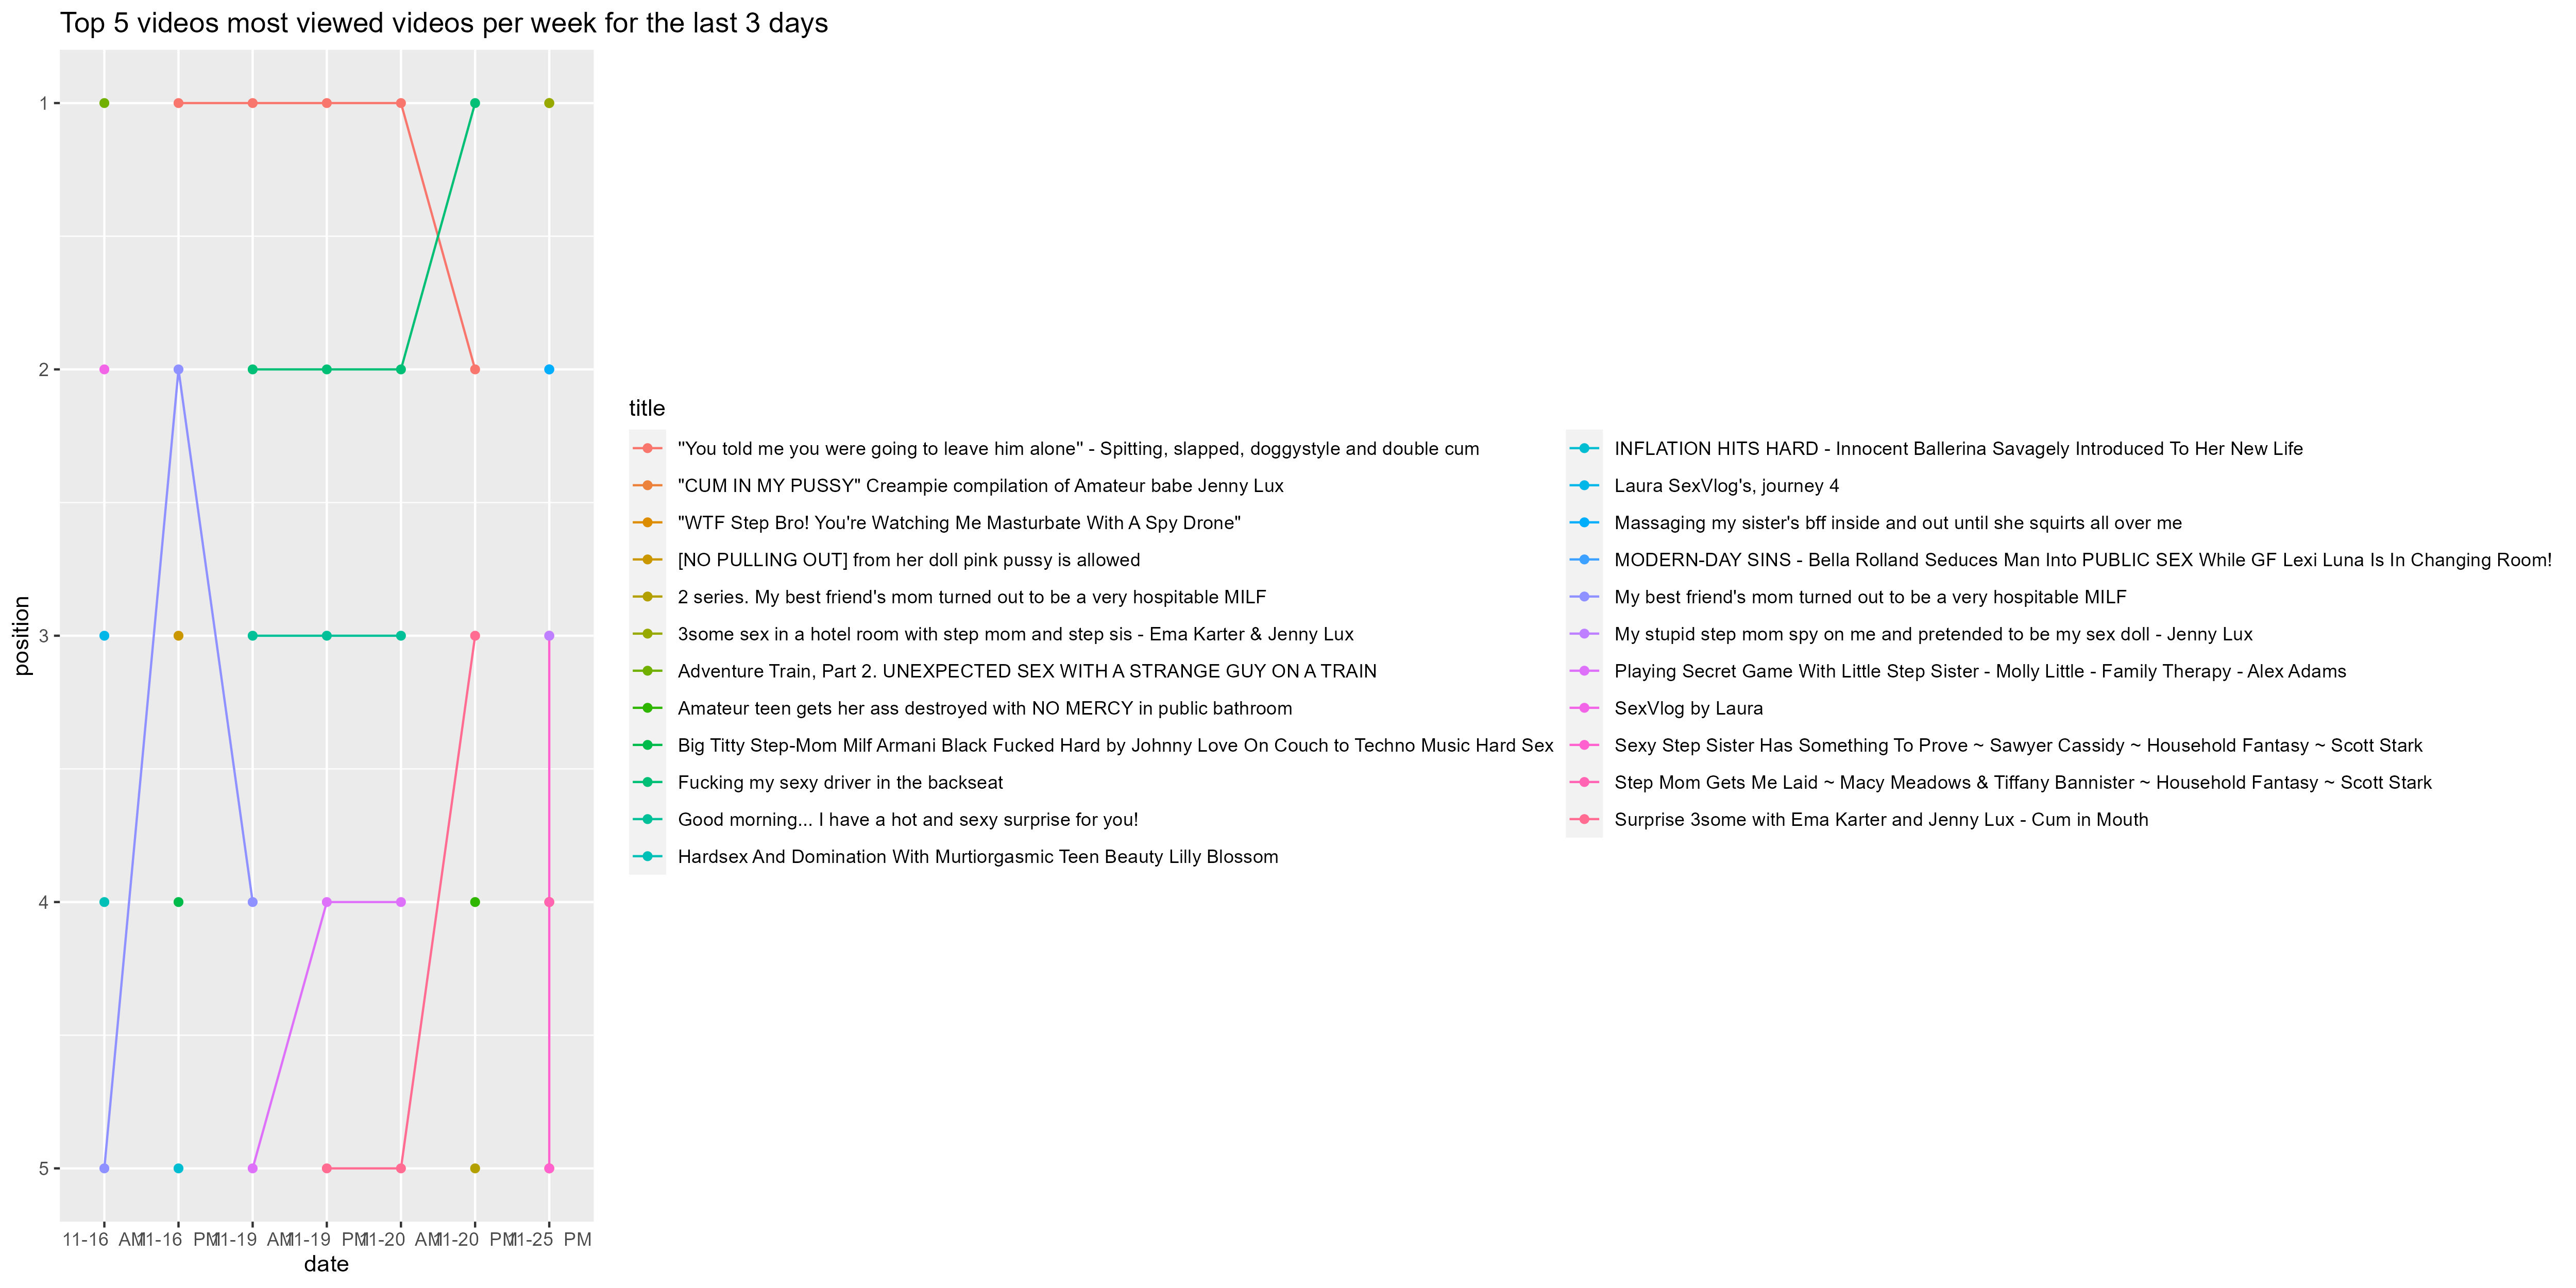 Top 5 videos most viewed videos per week for the last 3 days
1
2
3
4
5
position
11-16 AM
11-16 PM
11-19 AM
11-19 PM
11-20 AM
11-20 PM
11-25 PM
date
title
"You told me you were going to leave him alone" - Spitting, slapped, doggystyle and double cum
"CUM IN MY PUSSY" Creampie compilation of Amateur babe Jenny Lux
"WTF Step Bro! You're Watching Me Masturbate With A Spy Drone"
[NO PULLING OUT] from her doll pink pussy is allowed
2 series. My best friend's mom turned out to be a very hospitable MILF
3some sex in a hotel room with step mom and step sis - Ema Karter & Jenny Lux
Adventure Train, Part 2. UNEXPECTED SEX WITH A STRANGE GUY ON A TRAIN
Amateur teen gets her ass destroyed with NO MERCY in public bathroom
Big Titty Step-Mom Milf Armani Black Fucked Hard by Johnny Love On Couch to Techno Music Hard Sex
Fucking my sexy driver in the backseat
Good morning... I have a hot and sexy surprise for you!
Hardsex And Domination With Murtiorgasmic Teen Beauty Lilly Blossom
INFLATION HITS HARD - Innocent Ballerina Savagely Introduced To Her New Life
Laura SexVlog's, journey 4
Massaging my sister's bff inside and out until she squirts all over me
MODERN-DAY SINS - Bella Rolland Seduces Man Into PUBLIC SEX While GF Lexi Luna Is In Changing Room!
My best friend's mom turned out to be a very hospitable MILF
My stupid step mom spy on me and pretended to be my sex doll - Jenny Lux
Playing Secret Game With Little Step Sister - Molly Little - Family Therapy - Alex Adams
SexVlog by Laura
Sexy Step Sister Has Something To Prove ~ Sawyer Cassidy ~ Household Fantasy ~ Scott Stark
Step Mom Gets Me Laid ~ Macy Meadows & Tiffany Bannister ~ Household Fantasy ~ Scott Stark
Surprise 3some with Ema Karter and Jenny Lux - Cum in Mouth